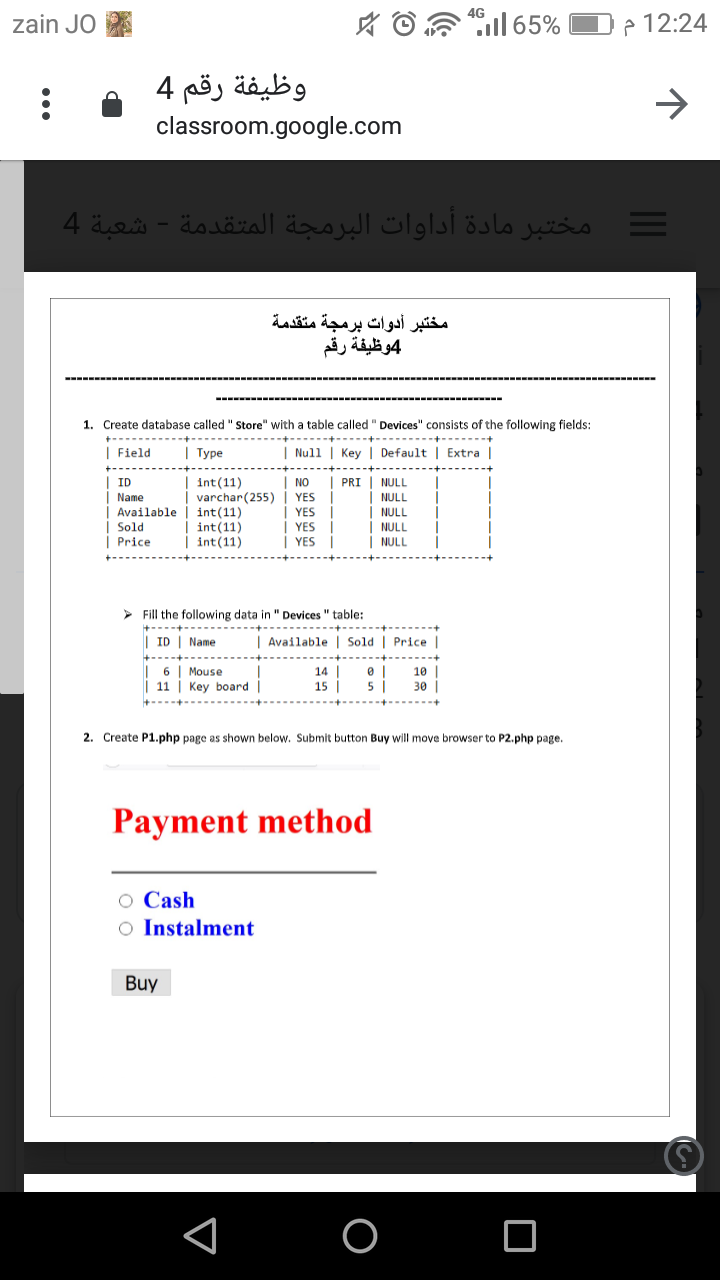 zain JO 4G 65% م 12:24
وظيفة رقم 4
classroom.google.com
مختبر مادة أداوات البرمجة المتقدمة - شعبة 4
مختبر أدوات برمجة متقدمة
4وظيفة رقم
1. Create database called " Store" with a table called " Devices" consists of the following fields:
| Field | Type | Null | Key | Default | Extra |
| ID | int(11) | NO | PRI | NULL | |
| Name | varchar(255) | YES | | NULL | |
| Available | int(11) | YES | | NULL | |
| Sold | int(11) | YES | | NULL | |
| Price | int(11) | YES | | NULL | |
➢ Fill the following data in " Devices " table:
| ID | Name | Available | Sold | Price |
| 6 | Mouse | 14 | 0 | 10 |
| 11 | Key board | 15 | 5 | 30 |
2. Create P1.php page as shown below. Submit button Buy will move browser to P2.php page.
Payment method
Cash
Instalment
Buy